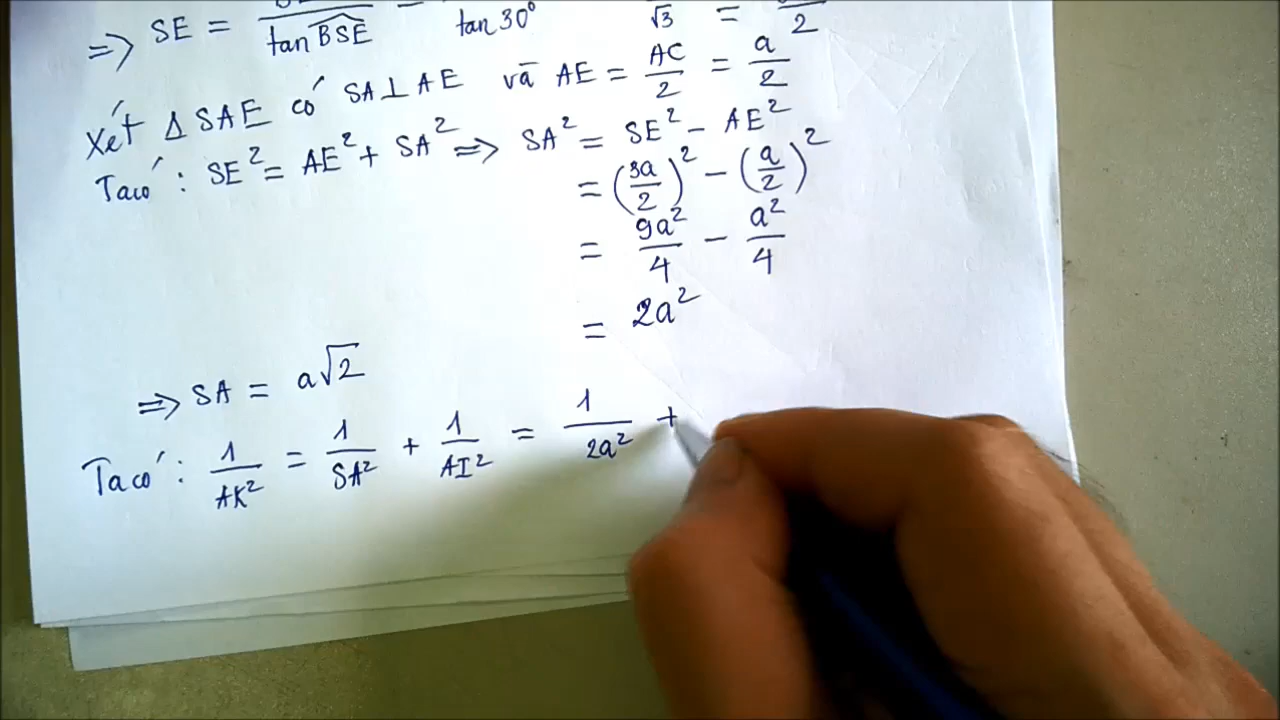 => SE = / tan BSE = / tan 30° / √3 = / 2
Xét Δ SAE có SA ⊥ AE và AE = AC/2 = a/2
Ta có : SE² = AE² + SA² => SA² = SE² - AE²
= (3a/2)² - (a/2)²
= 9a²/4 - a²/4
= 2a²
=> SA = a√2
Ta có : 1/AK² = 1/SA² + 1/AI² = 1/2a² +